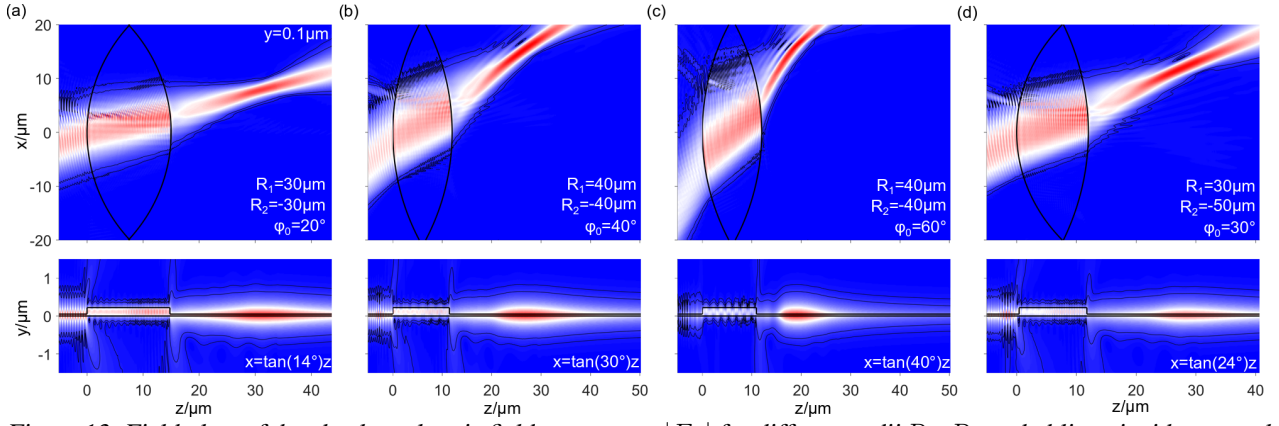 (a)
(b)
(c)
(d)
20
10
0
-10
-20
x/μm
y=0.1μm
R1=30μm
R2=-30μm
φ0=20°
R1=40μm
R2=-40μm
φ0=40°
R1=40μm
R2=-40μm
φ0=60°
R1=30μm
R2=-50μm
φ0=30°
1
0
-1
y/μm
x=tan(14°)z
x=tan(30°)z
x=tan(40°)z
x=tan(24°)z
0 10 20 30 40
0 10 20 30 40 50
0 10 20 30 40 50
0 10 20 30 40
z/μm
z/μm
z/μm
z/μm